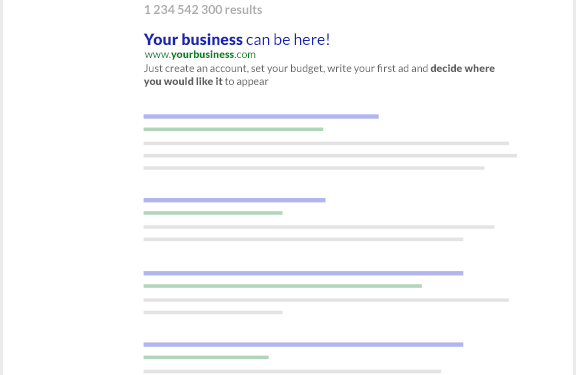 1 234 542 300 results
Your business can be here!
www.yourbusiness.com
Just create an account, set your budget, write your first ad and decide where
you would like it to appear